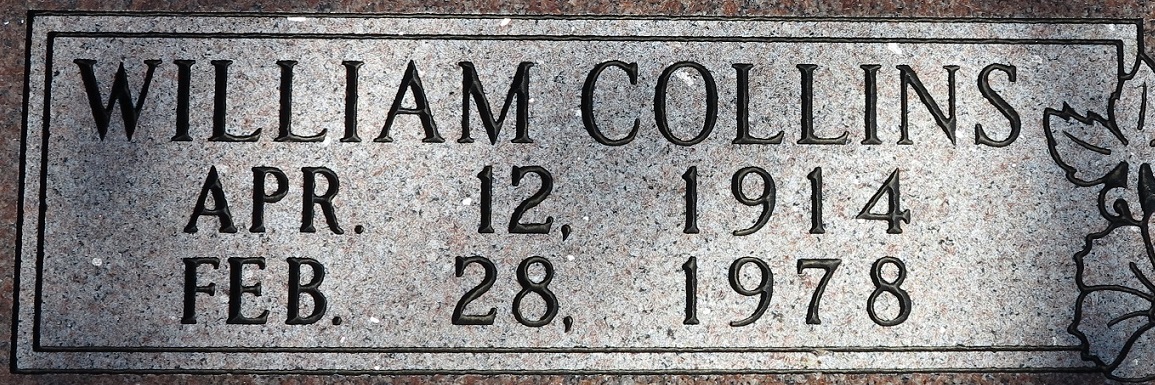 WILLIAM COLLINS
APR. 12, 1914
FEB. 28, 1978